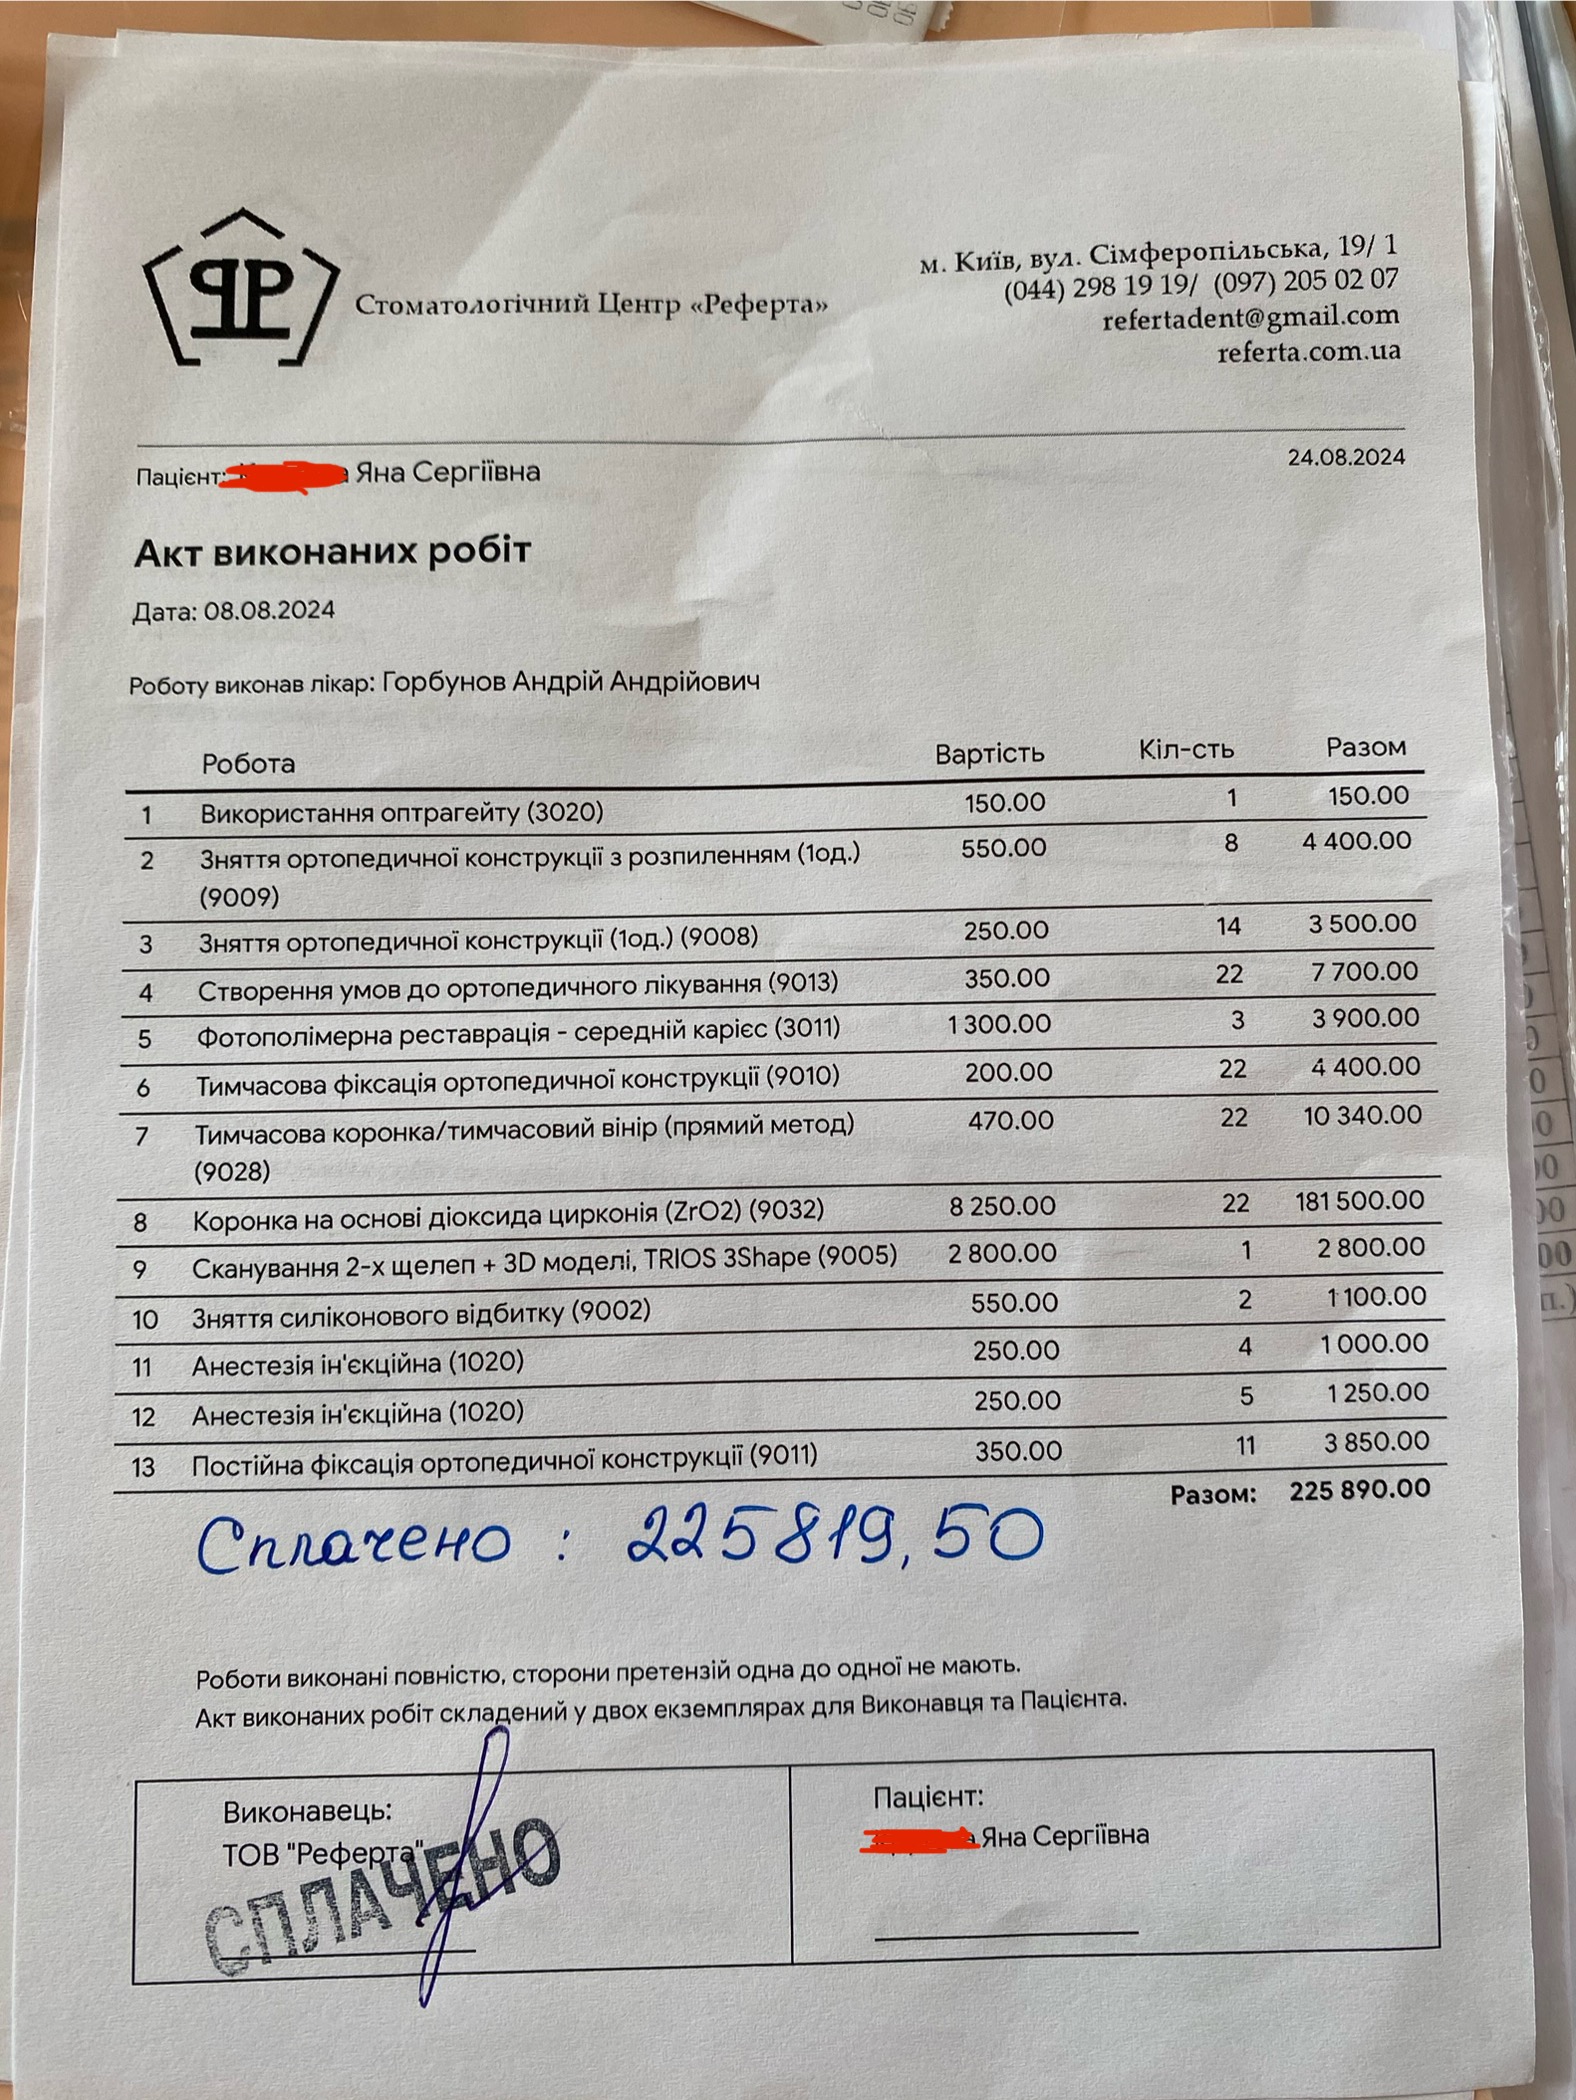 Стоматологічний Центр «Реферта»
м. Київ, вул. Сімферопільська, 19/ 1
(044) 298 19 19/ (097) 205 02 07
refertadent@gmail.com
referta.com.ua
24.08.2024
Пацієнт: Яна Сергіївна
Акт виконаних робіт
Дата: 08.08.2024
Роботу виконав лікар: Горбунов Андрій Андрійович
Робота Вартість Кіл-сть Разом
1 Використання оптрагейту (3020) 150.00 1 150.00
2 Зняття ортопедичної конструкції з розпиленням (1од.) 550.00 8 4 400.00
(9009)
3 Зняття ортопедичної конструкції (1од.) (9008) 250.00 14 3 500.00
4 Створення умов до ортопедичного лікування (9013) 350.00 22 7 700.00
5 Фотополімерна реставрація - середній карієс (3011) 1 300.00 3 3 900.00
6 Тимчасова фіксація ортопедичної конструкції (9010) 200.00 22 4 400.00
7 Тимчасова коронка/тимчасовий вінір (прямий метод) 470.00 22 10 340.00
(9028)
8 Коронка на основі діоксида цирконія (ZrO2) (9032) 8 250.00 22 181 500.00
9 Сканування 2-х щелеп + 3D моделі, TRIOS 3Shape (9005) 2 800.00 1 2 800.00
10 Зняття силіконового відбитку (9002) 550.00 2 1 100.00
11 Анестезія ін'єкційна (1020) 250.00 4 1 000.00
12 Анестезія ін'єкційна (1020) 250.00 5 1 250.00
13 Постійна фіксація ортопедичної конструкції (9011) 350.00 11 3 850.00
Разом: 225 890.00
Сплачено : 225819,50
Роботи виконані повністю, сторони претензій одна до одної не мають.
Акт виконаних робіт складений у двох екземплярах для Виконавця та Пацієнта.
Виконавець:
ТОВ "Реферта"
СПЛАЧЕНО
Пацієнт:
Яна Сергіївна